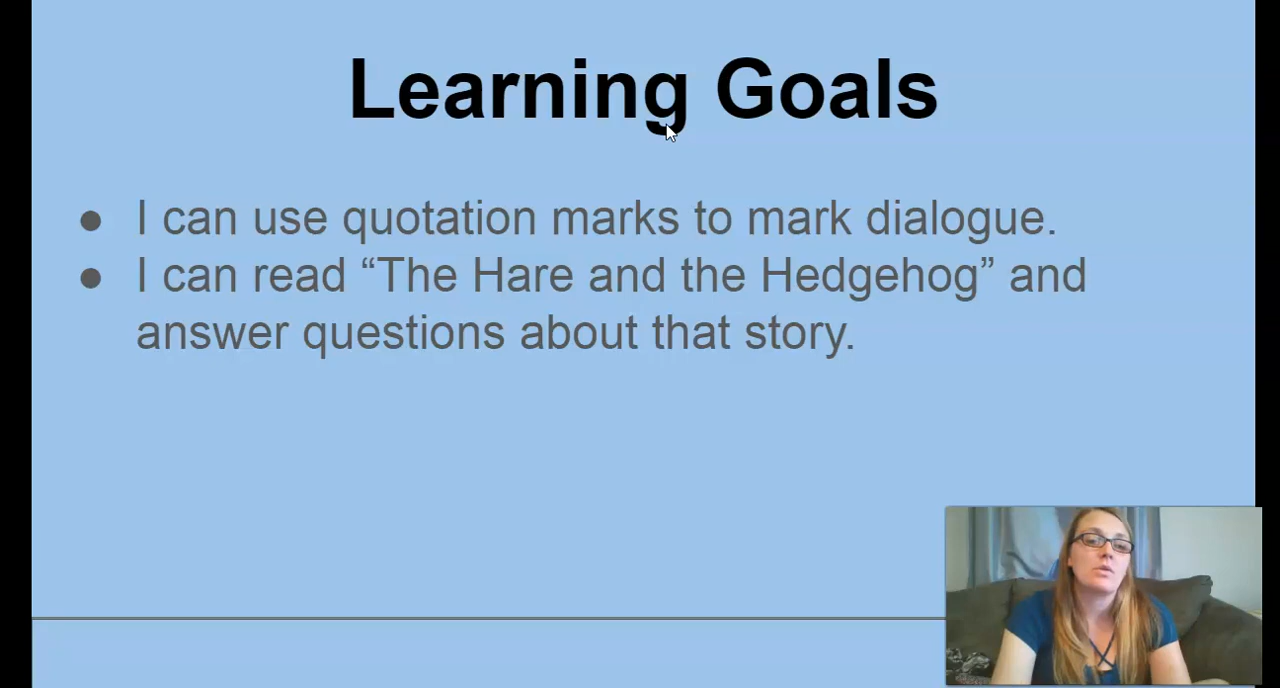 Learning Goals
● I can use quotation marks to mark dialogue.
● I can read “The Hare and the Hedgehog” and
answer questions about that story.